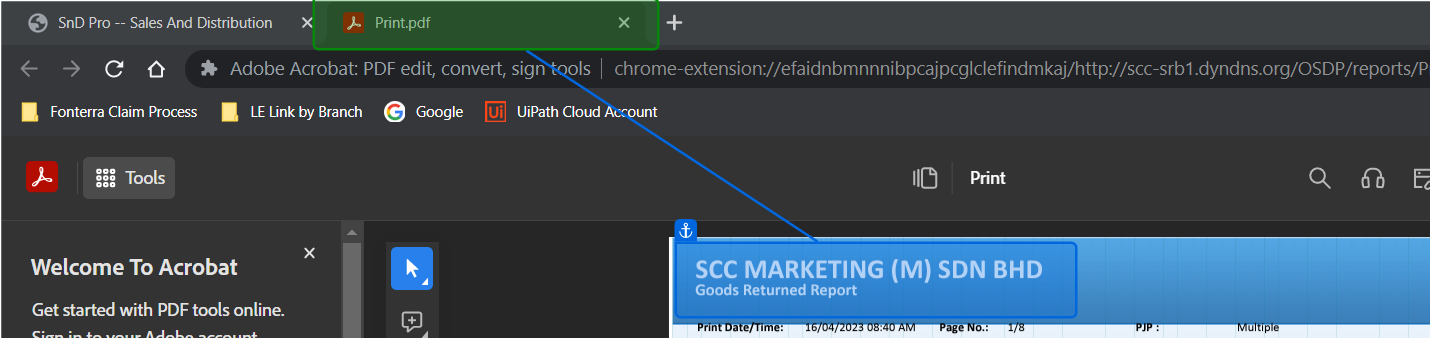 SnD Pro -- Sales And Distribution
Print.pdf
Adobe Acrobat: PDF edit, convert, sign tools | chrome-extension://efaidnbmnnnibpcajpcglclefindmkaj/http://scc-srb1.dyndns.org/OSDP/reports/P
Fonterra Claim Process
LE Link by Branch
Google
Ui
UiPath Cloud Account
Tools
Print
Welcome To Acrobat
Get started with PDF tools online.
Sign in to your Adobe account
SCC MARKETING (M) SDN BHD
Goods Returned Report
Print Date/Time: 16/04/2023 08:40 AM Page No.: 1/8 PJP : Multiple